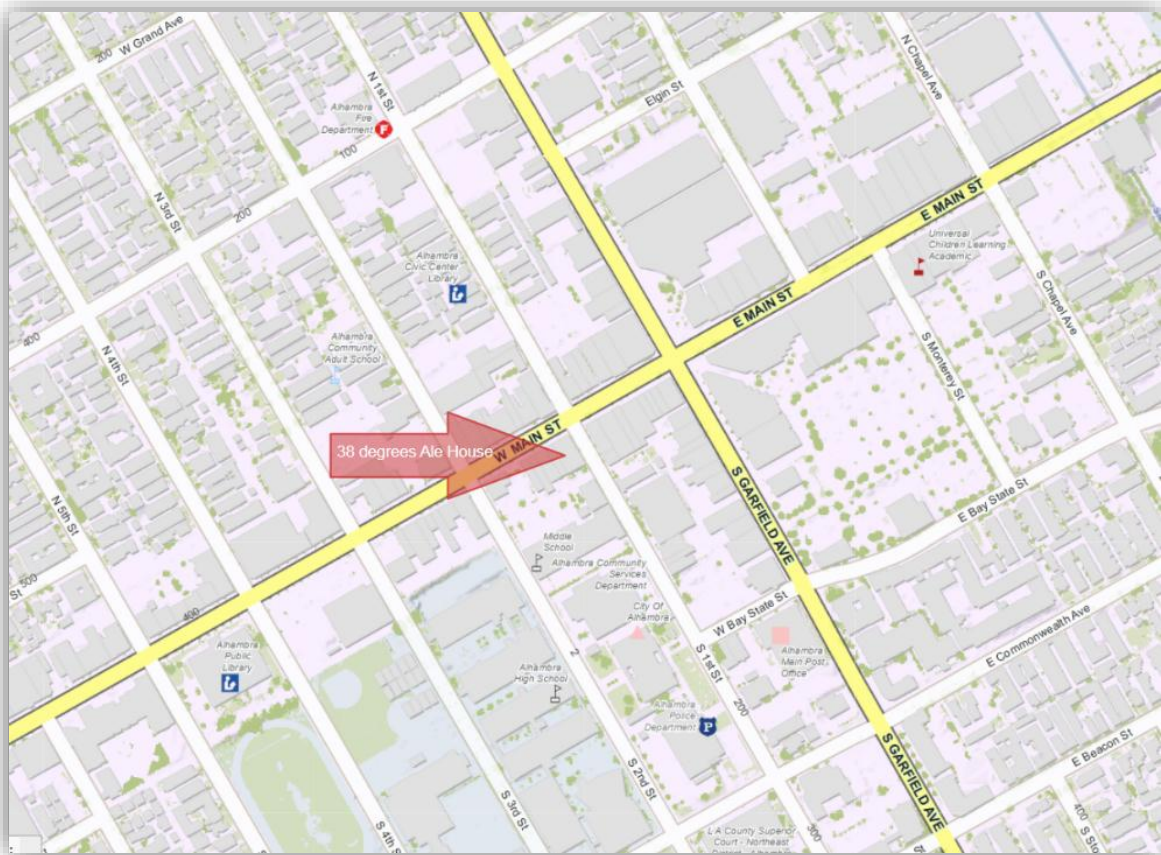 200
W Grand Ave
N 1st St
Alhambra
Fire
Department
F
100
Elgin St
N Chapel Ave
N 3rd St
200
E MAIN ST
Universal
Children Learning
Academic
Alhambra
Civic Center
Library
E MAIN ST
S Chapel Ave
400
N 4th St
Alhambra
Community
Adult School
S Monterey St
38 degrees Ale House
W MAIN ST
N 5th St
S GARFIELD AVE
E Bay State St
Middle
School
Alhambra Community
Services
Department
500
St
400
City Of
Alhambra
W Bay State St
E Commonwealth Ave
Alhambra
Public
Library
Alhambra
Main Post
Office
S 1st St
2
Alhambra
High School
200
Alhambra
Police
Department
P
S GARFIELD AVE
E Beacon St
S 2nd St
S 3rd St
S 4th St
400
S Sto
300
L A County Superior
Court - Northeast